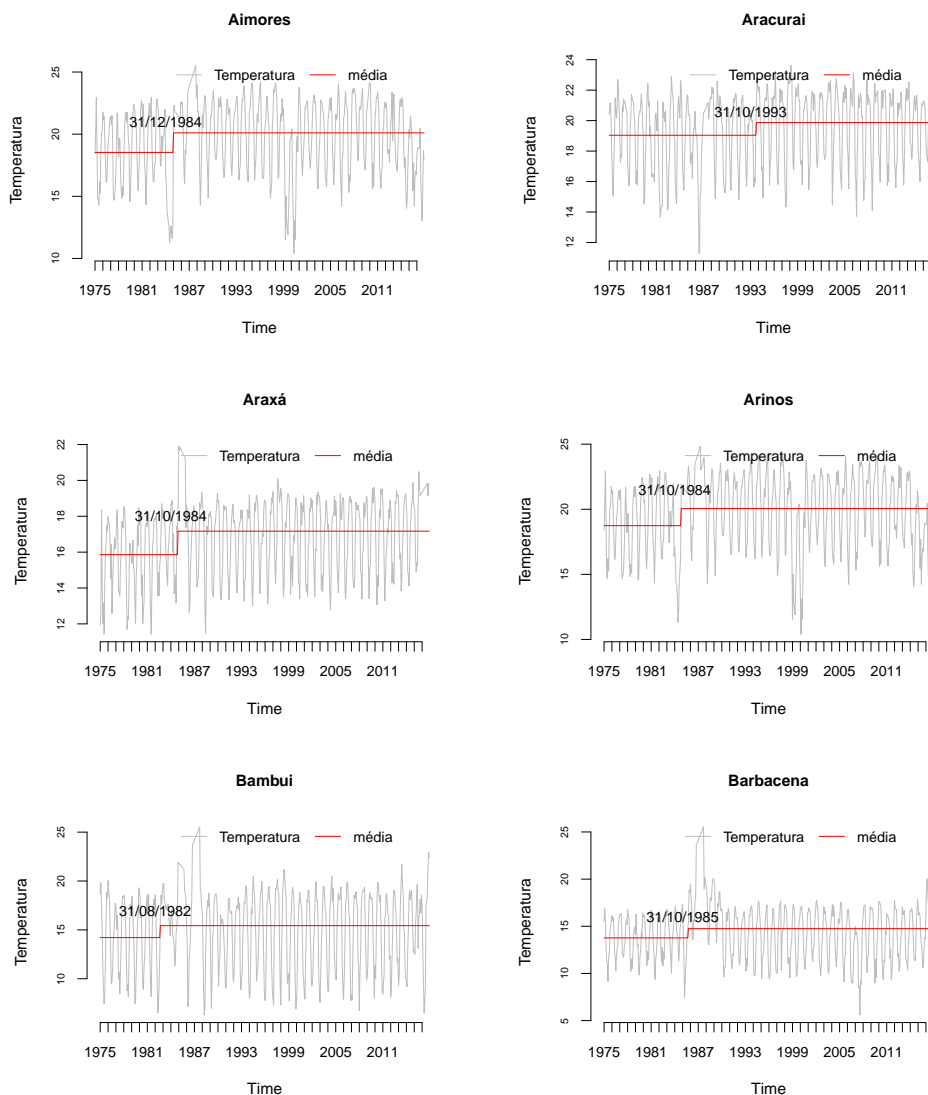 Aimores
Temperatura
Temperatura média
31/12/1984
10 15 20 25
1975 1981 1987 1993 1999 2005 2011
Time
Aracurai
Temperatura
Temperatura média
31/10/1993
12 14 16 18 20 22 24
1975 1981 1987 1993 1999 2005 2011
Time
Araxá
Temperatura
Temperatura média
31/10/1984
12 14 16 18 20 22
1975 1981 1987 1993 1999 2005 2011
Time
Arinos
Temperatura
Temperatura média
31/10/1984
10 15 20 25
1975 1981 1987 1993 1999 2005 2011
Time
Bambui
Temperatura
Temperatura média
31/08/1982
10 15 20 25
1975 1981 1987 1993 1999 2005 2011
Time
Barbacena
Temperatura
Temperatura média
31/10/1985
5 10 15 20 25
1975 1981 1987 1993 1999 2005 2011
Time